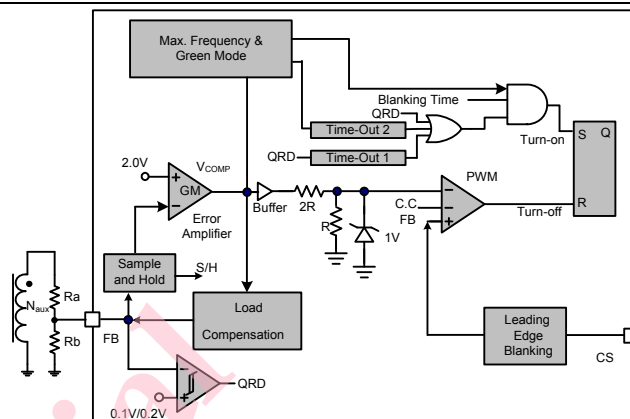 Max. Frequency &
Green Mode
Blanking Time
QRD
Time-Out 2
QRD
Time-Out 1
Turn-on
S
Q
R
Turn-off
2.0V
+
-
GM
VCOMP
Error
Amplifier
Buffer
2R
R
1V
PWM
C.C
FB
-
-
+
Sample
and Hold
S/H
Naux
Ra
Rb
FB
Load
Compensation
Leading
Edge
Blanking
CS
-
+
QRD
0.1V/0.2V